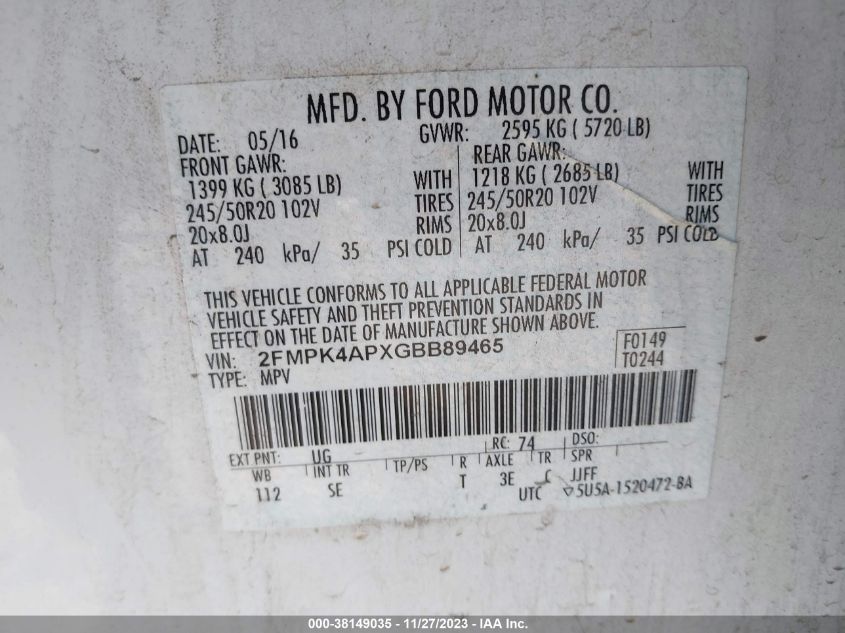 MFD. BY FORD MOTOR CO.
DATE: 05/16 GVWR: 2595 KG ( 5720 LB)
FRONT GAWR: REAR GAWR:
1399 KG ( 3085 LB) WITH 1218 KG ( 2685 LB) WITH
245/50R20 102V TIRES 245/50R20 102V TIRES
20x8.0J RIMS 20x8.0J RIMS
AT 240 kPa/ 35 PSI COLD AT 240 kPa/ 35 PSI COLD
THIS VEHICLE CONFORMS TO ALL APPLICABLE FEDERAL MOTOR
VEHICLE SAFETY AND THEFT PREVENTION STANDARDS IN
EFFECT ON THE DATE OF MANUFACTURE SHOWN ABOVE.
VIN: 2FMPK4APXGBB89465 F0149
TYPE: MPV T0244
EXT PNT: UG RC: 74 DSO:
WB INT TR TP/PS R AXLE TR SPR
112 SE T 3E C JJFF
UTC ▽5U5A-1520472-BA
000-38149035 - 11/27/2023 - IAA Inc.